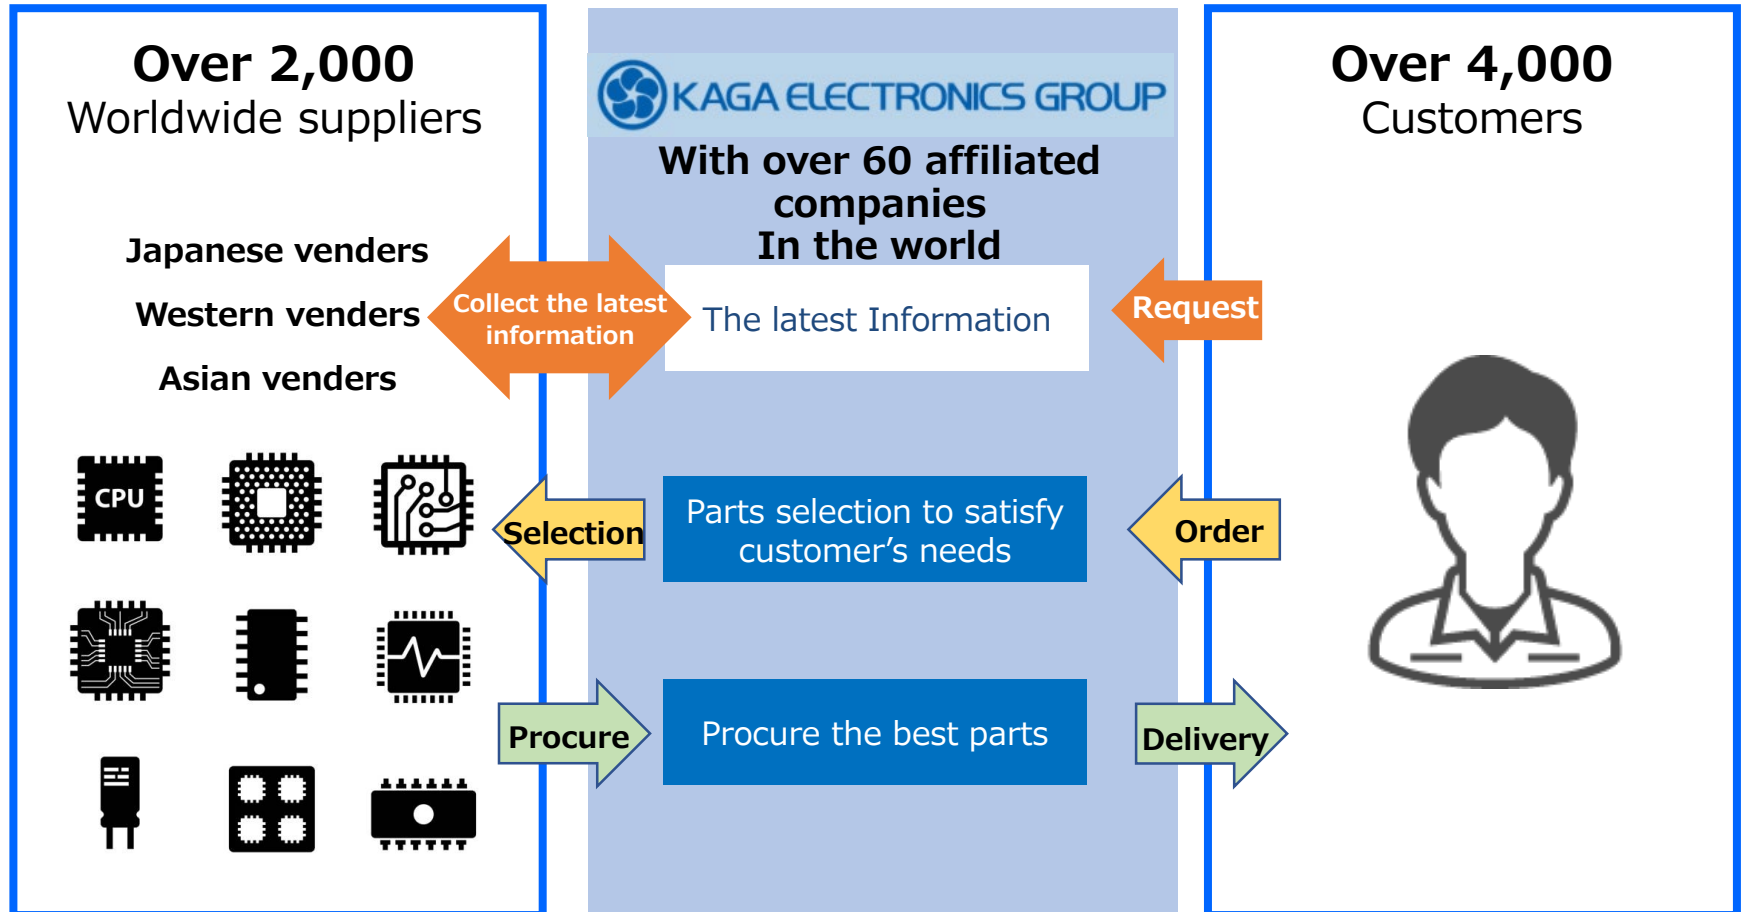 Over 2,000
Worldwide suppliers
Japanese venders
Western venders
Asian venders
CPU
KAGA ELECTRONICS GROUP
With over 60 affiliated
companies
In the world
Collect the latest
information
The latest Information
Request
Selection
Parts selection to satisfy
customer’s needs
Order
Procure
Procure the best parts
Delivery
Over 4,000
Customers